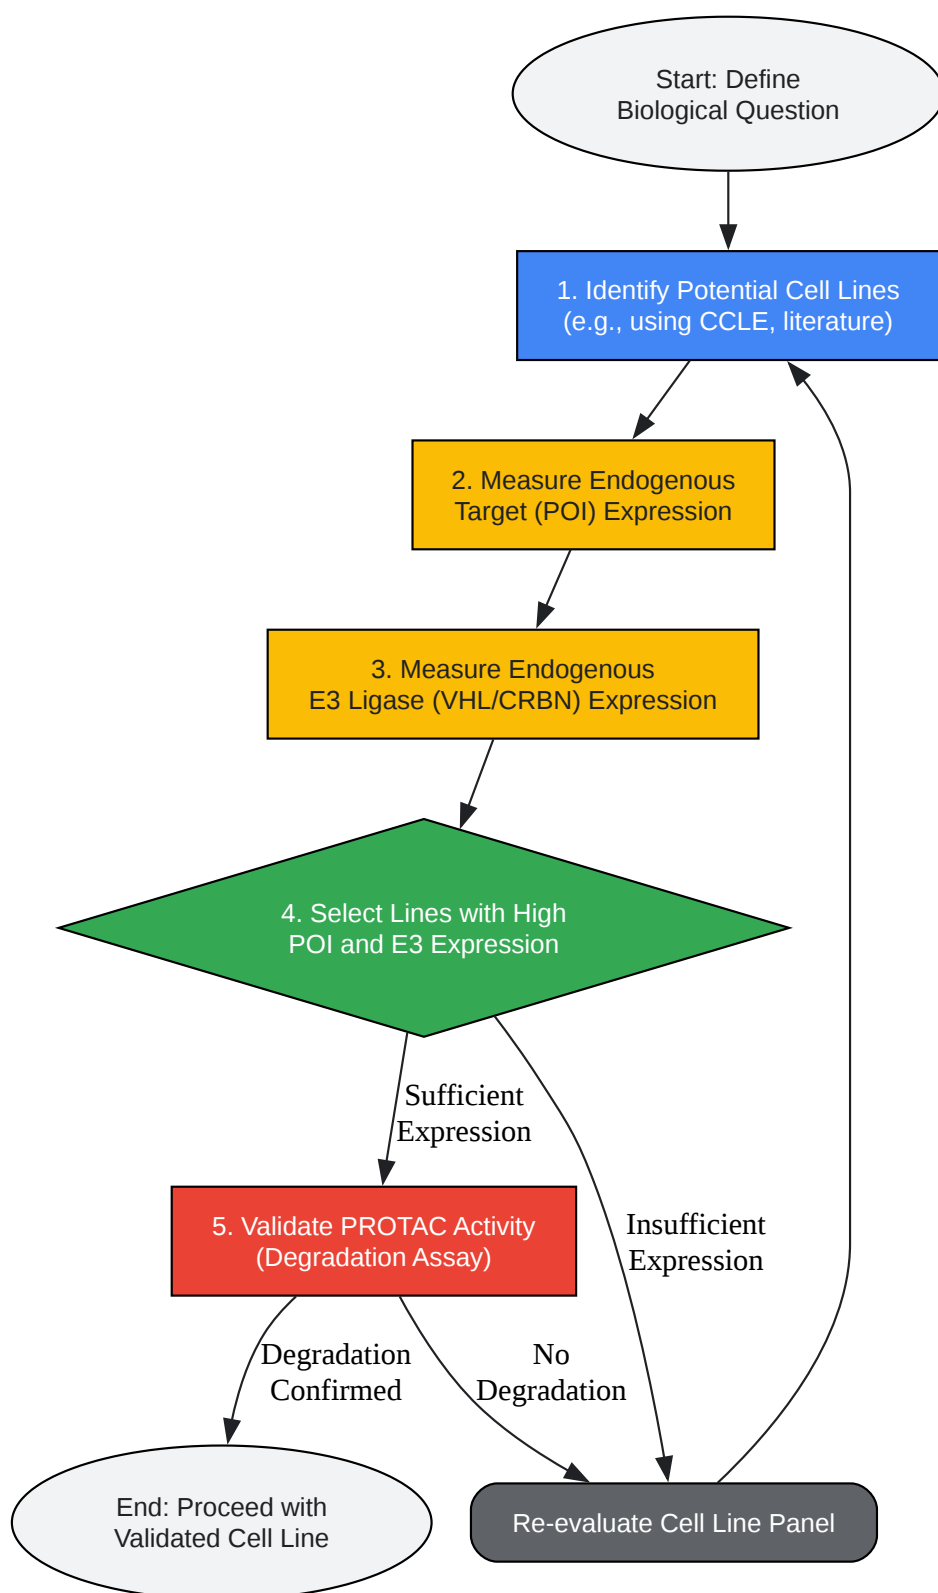 Start: Define
Biological Question
1. Identify Potential Cell Lines
(e.g., using CCLE, literature)
2. Measure Endogenous
Target (POI) Expression
3. Measure Endogenous
E3 Ligase (VHL/CRBN) Expression
4. Select Lines with High
POI and E3 Expression
Sufficient
Expression
5. Validate PROTAC Activity
(Degradation Assay)
Insufficient
Expression
Degradation
Confirmed
No
Degradation
End: Proceed with
Validated Cell Line
Re-evaluate Cell Line Panel